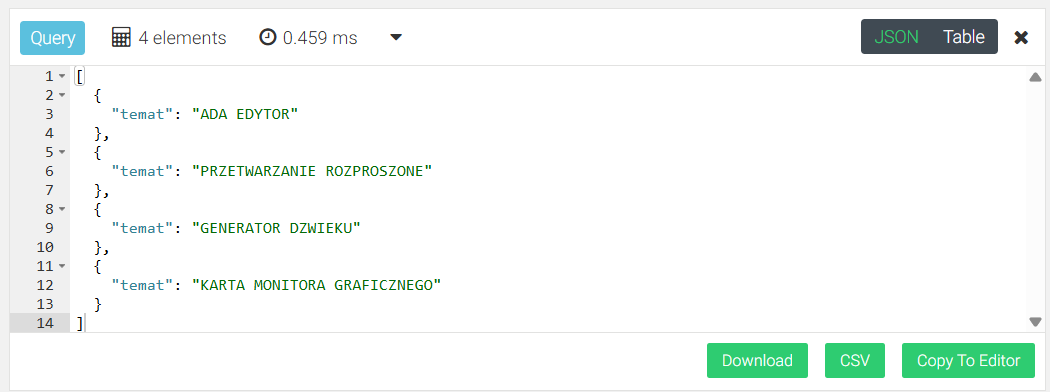 Query 4 elements 0.459 ms JSON Table
1 [
2 {
3 "temat": "ADA EDYTOR"
4 },
5 {
6 "temat": "PRZETWARZANIE ROZPROSZONE"
7 },
8 {
9 "temat": "GENERATOR DZWIEKU"
10 },
11 {
12 "temat": "KARTA MONITORA GRAFICZNEGO"
13 }
14 ]
Download CSV Copy To Editor